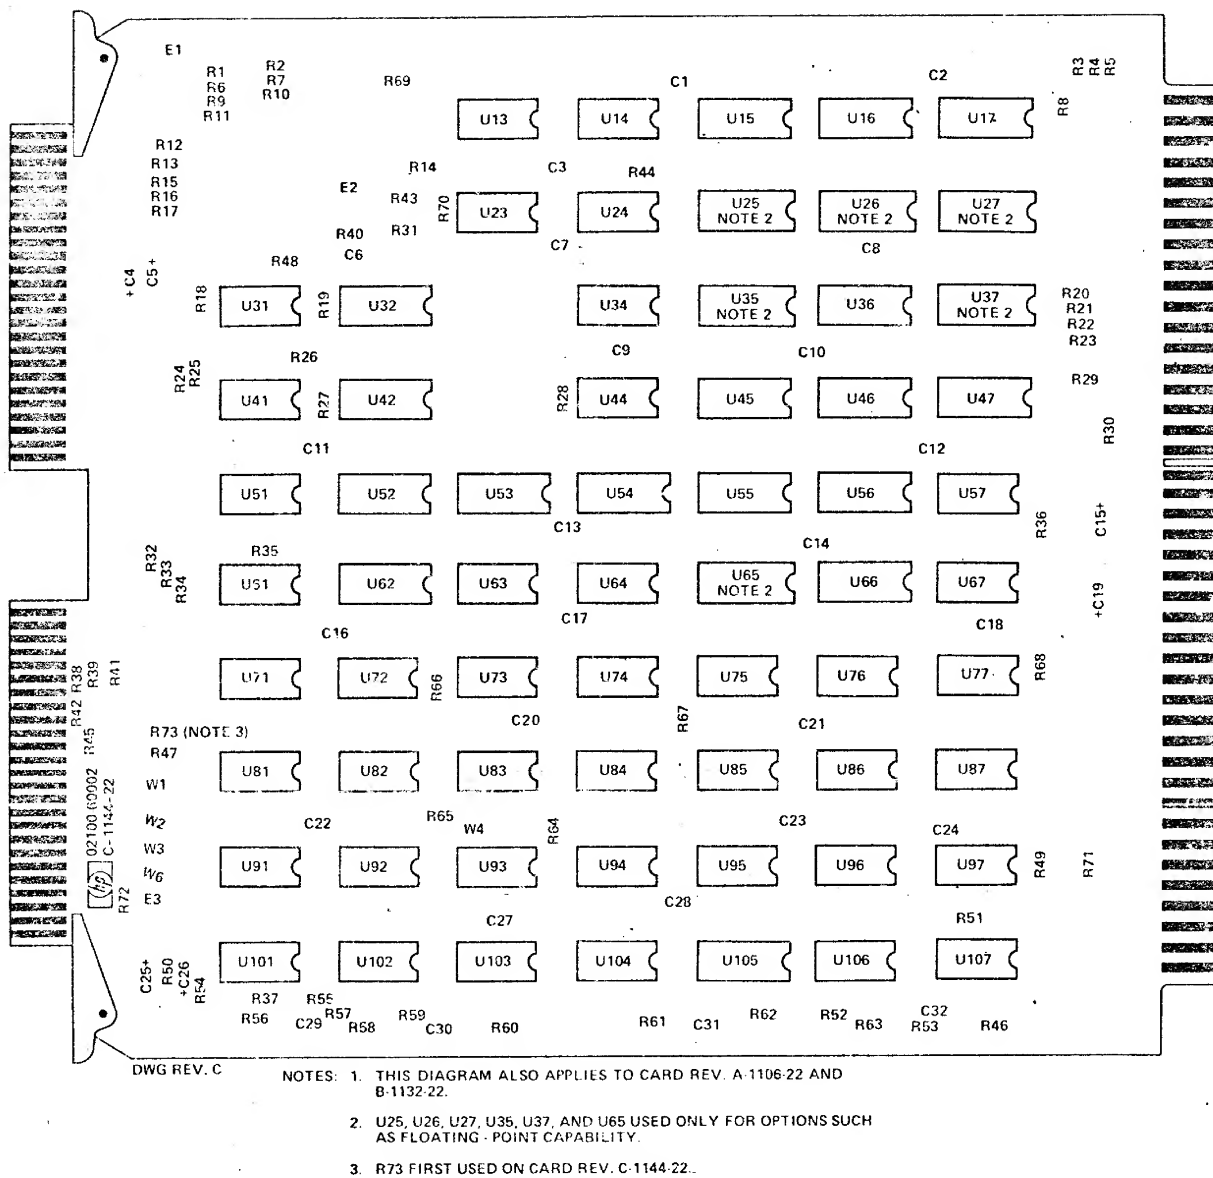 E1
R1
R6
R9
R11
R2
R7
R10
R69
C1
C2
R3
R4
R5
U13
U14
U15
U16
U17
R8
R12
R13
R15
R16
R17
R14
C3
R44
E2
R43
R70
U23
U24
U25
NOTE 2
U26
NOTE 2
U27
NOTE 2
R40
R31
C6
C7
C8
+C4
C5+
R48
R18
U31
R19
U32
U34
U35
NOTE 2
U36
U37
NOTE 2
R20
R21
R22
R23
R24
R25
R26
C9
C10
U41
R27
U42
R28
U44
U45
U46
U47
R29
R30
C11
C12
U51
U52
U53
U54
U55
U56
U57
C13
C14
R36
C15+
R32
R33
R34
R35
U62
U63
U64
U65
NOTE 2
U66
U67
+C19
C16
C17
C18
R38
R39
R41
R42
U71
U72
R66
U73
U74
U75
U76
U77
R68
R67
C20
C21
R73 (NOTE 3)
R45
R47
U81
U82
U83
U84
U85
U86
U87
W1
W2
W3
W6
E3
02100-60002
C-1144-22
hp
R72
C22
R65
W4
R64
C23
C24
U91
U92
U93
U94
U95
U96
U97
R49
R71
C28
C27
R51
C25+
R50
+C26
R54
U101
U102
U103
U104
U105
U106
U107
R37
R55
R56
C29
R57
R58
R59
C30
R60
R61
C31
R62
R52
R63
C32
R53
R46
DWG REV. C
NOTES: 1. THIS DIAGRAM ALSO APPLIES TO CARD REV. A-1106-22 AND
B-1132-22.
2. U25, U26, U27, U35, U37, AND U65 USED ONLY FOR OPTIONS SUCH
AS FLOATING - POINT CAPABILITY.
3. R73 FIRST USED ON CARD REV. C-1144-22.